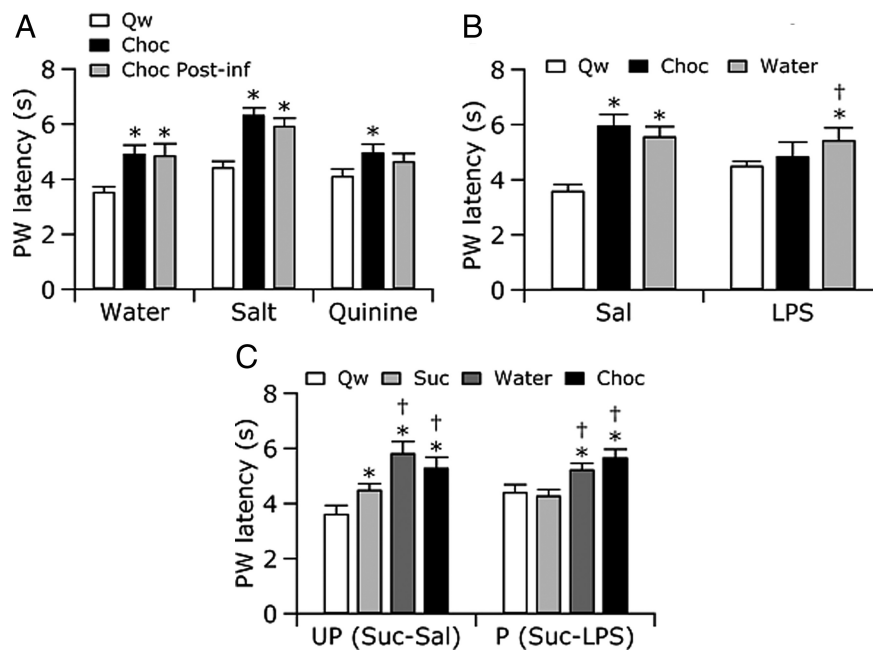 A
Qw
Choc
Choc Post-inf
PW latency (s)
8
6
4
2
0
* * * * *
Water Salt Quinine
B
Qw Choc Water
PW latency (s)
8
6
4
2
0
* * † *
Sal LPS
C
Qw Suc Water Choc
PW latency (s)
8
6
4
2
0
* † * † * † * † *
UP (Suc-Sal) P (Suc-LPS)